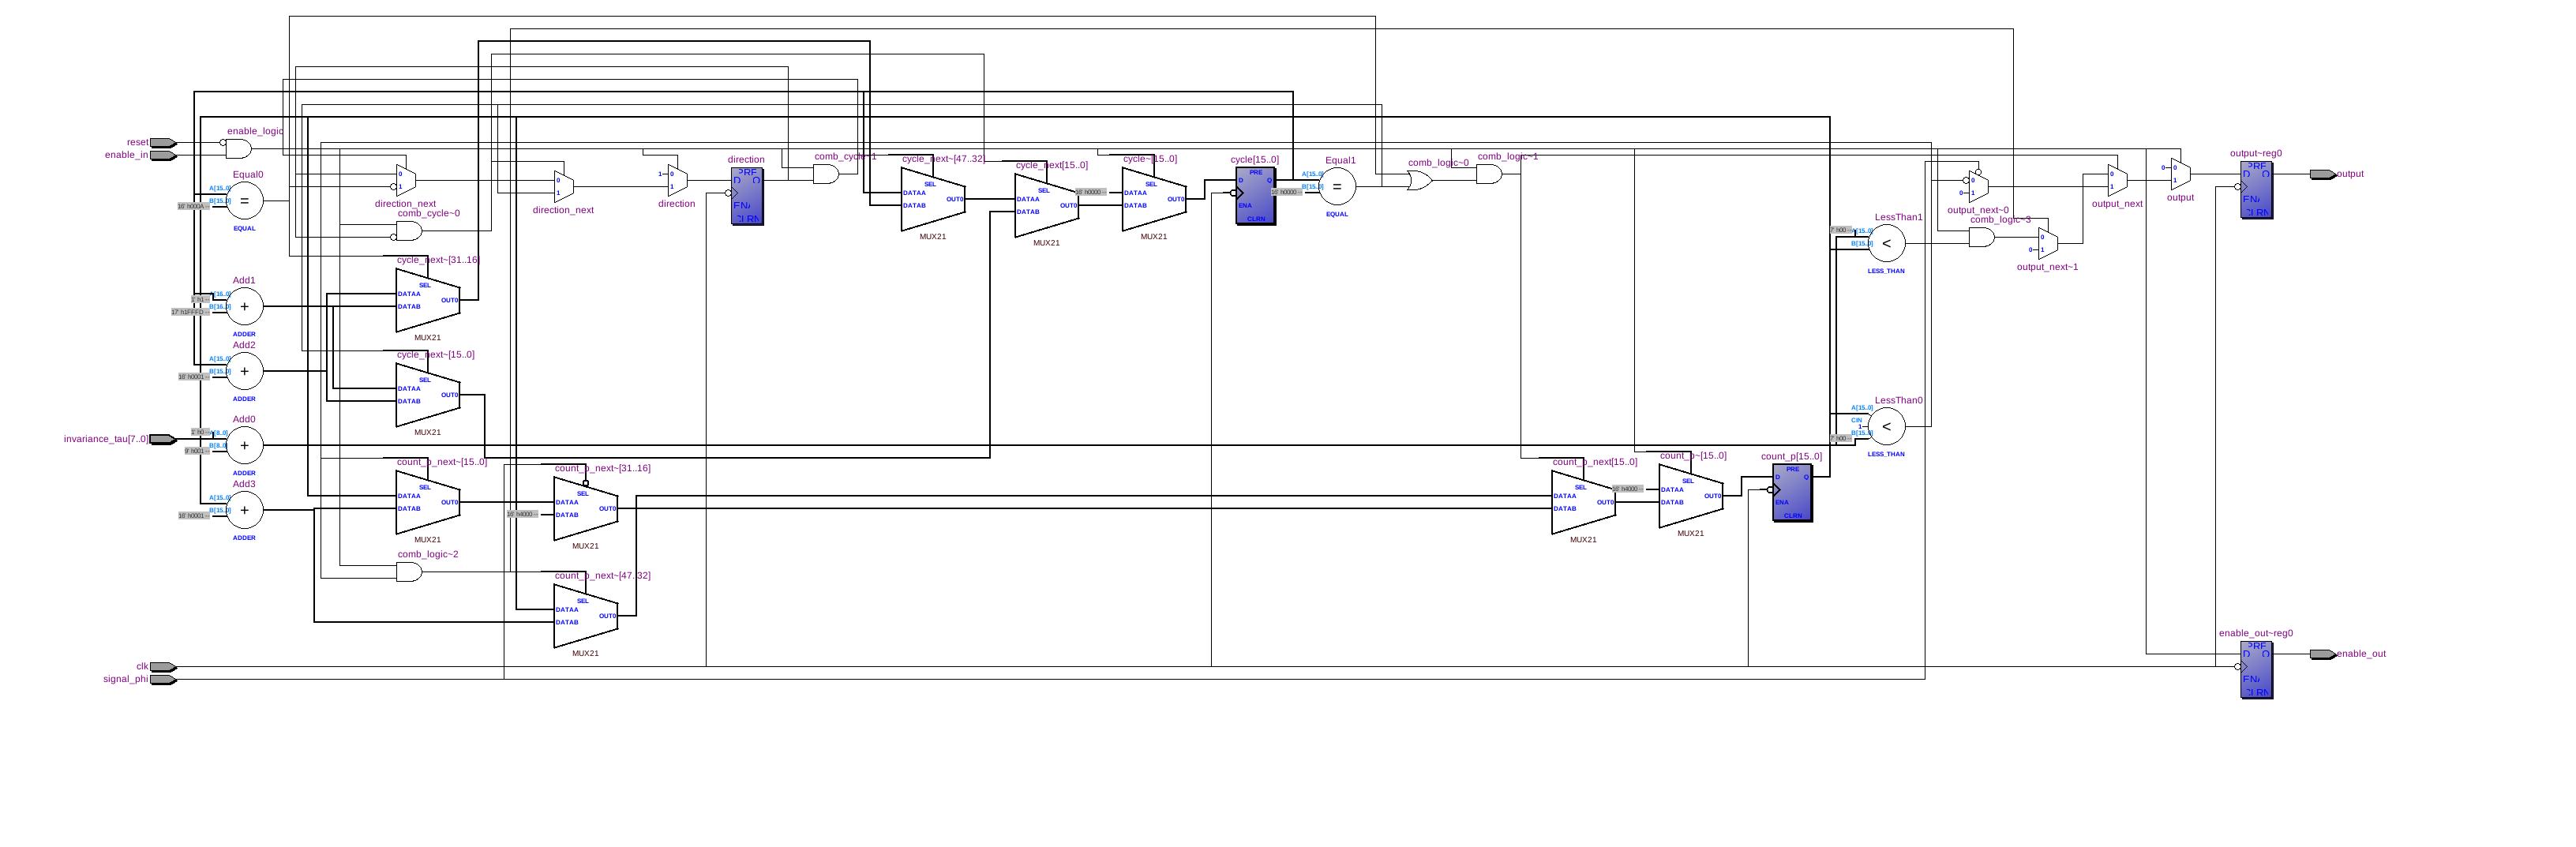 reset
enable_in
enable_logic
Equal0
A[15..0]
B[15..0]
16' h000A --
=
EQUAL
direction_next
0
1
comb_cycle~0
direction_next
0
1
direction
1
0
1
direction
PRE
D
Q
ENA
CLRN
comb_cycle~1
cycle_next~[47..32]
SEL
DATAA
DATAB
OUT0
MUX21
cycle_next[15..0]
SEL
DATAA
DATAB
OUT0
MUX21
cycle~[15..0]
16' h0000 --
SEL
DATAA
DATAB
OUT0
MUX21
cycle[15..0]
PRE
D
Q
ENA
CLRN
Equal1
A[15..0]
B[15..0]
16' h0000 --
=
EQUAL
comb_logic~0
comb_logic~1
LessThan1
A[15..0]
B[15..0]
<
LESS_THAN
output_next~0
0
0
1
comb_logic~3
output_next~1
0
0
1
output_next
0
1
output
0
0
1
output~reg0
PRE
D
Q
ENA
CLRN
output
cycle_next~[31..16]
SEL
DATAA
DATAB
OUT0
MUX21
Add1
A[16..0]
B[16..0]
1' h1 --
17' h1FFFD --
+
ADDER
Add2
A[15..0]
B[15..0]
16' h0001 --
+
ADDER
cycle_next~[15..0]
SEL
DATAA
DATAB
OUT0
MUX21
invariance_tau[7..0]
Add0
A[8..0]
B[8..0]
1' h0 --
9' h001 --
+
ADDER
LessThan0
A[15..0]
CIN
1
B[15..0]
<
LESS_THAN
Add3
A[15..0]
B[15..0]
16' h0001 --
+
ADDER
count_p_next~[15..0]
SEL
DATAA
DATAB
OUT0
MUX21
count_p_next~[31..16]
SEL
DATAA
DATAB
16' h4000 --
OUT0
MUX21
count_p_next[15..0]
SEL
DATAA
DATAB
OUT0
MUX21
count_p~[15..0]
16' h4000 --
SEL
DATAA
DATAB
OUT0
MUX21
count_p[15..0]
PRE
D
Q
ENA
CLRN
comb_logic~2
count_p_next~[47..32]
SEL
DATAA
DATAB
OUT0
MUX21
clk
signal_phi
enable_out~reg0
PRE
D
Q
ENA
CLRN
enable_out